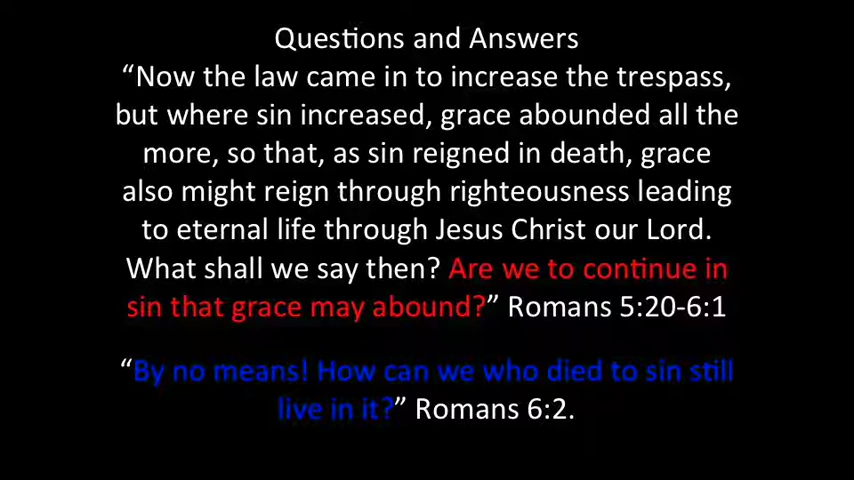 Questions and Answers
“Now the law came in to increase the trespass,
but where sin increased, grace abounded all the
more, so that, as sin reigned in death, grace
also might reign through righteousness leading
to eternal life through Jesus Christ our Lord.
What shall we say then? Are we to continue in
sin that grace may abound?” Romans 5:20-6:1
“By no means! How can we who died to sin still
live in it?” Romans 6:2.